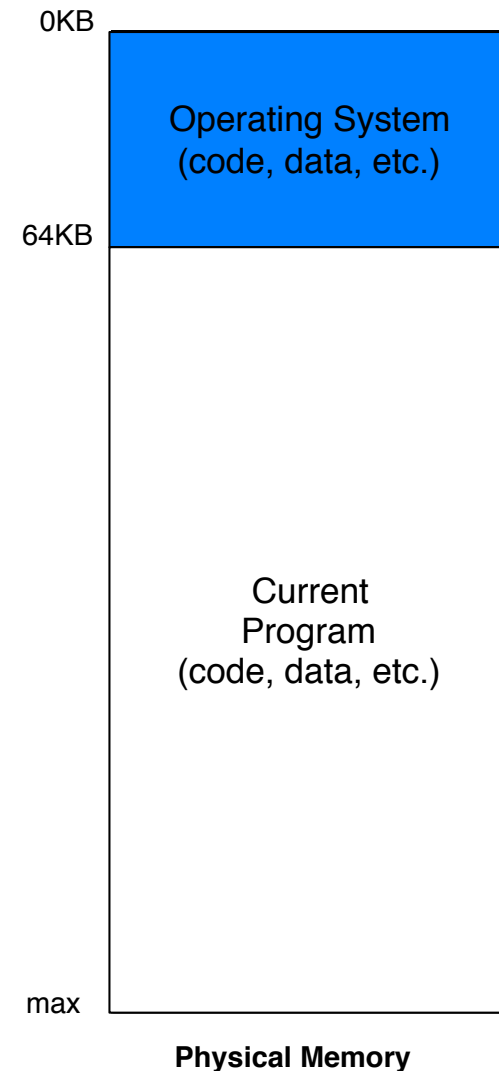 0KB
Operating System
(code, data, etc.)
64KB
Current
Program
(code, data, etc.)
max
Physical Memory